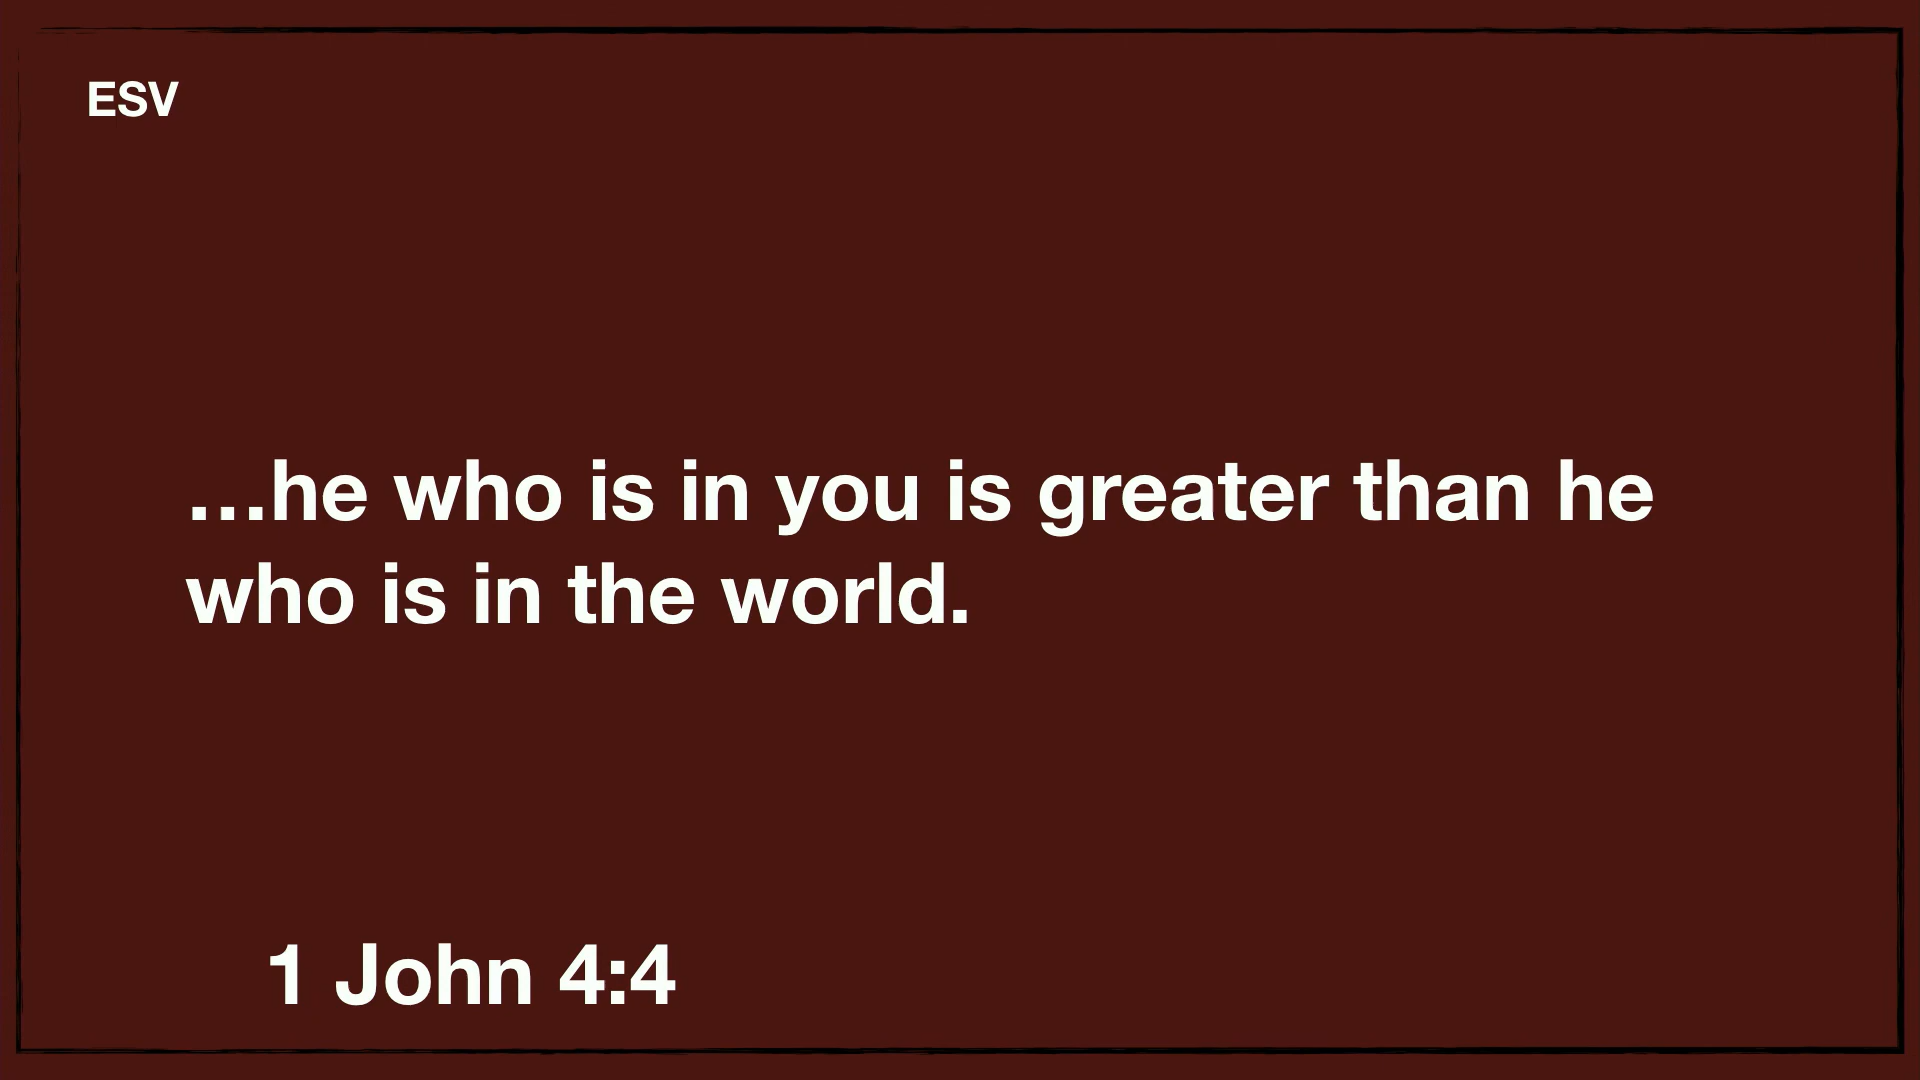 ESV
…he who is in you is greater than he
who is in the world.
1 John 4:4